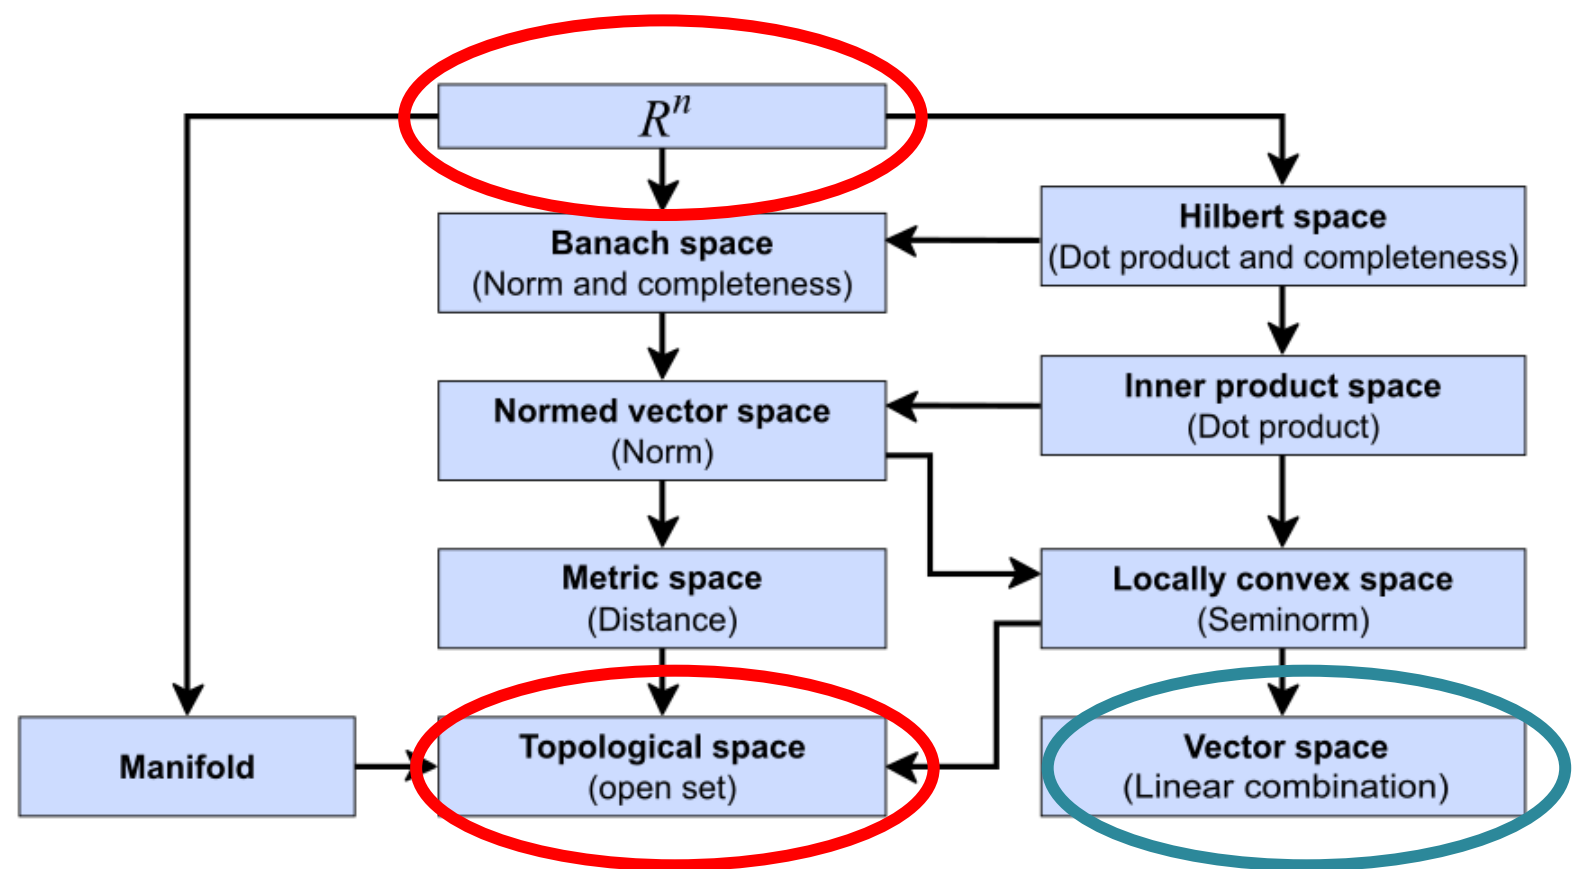 Rⁿ
Hilbert space
(Dot product and completeness)
Banach space
(Norm and completeness)
Inner product space
(Dot product)
Normed vector space
(Norm)
Metric space
(Distance)
Locally convex space
(Seminorm)
Manifold
Topological space
(open set)
Vector space
(Linear combination)